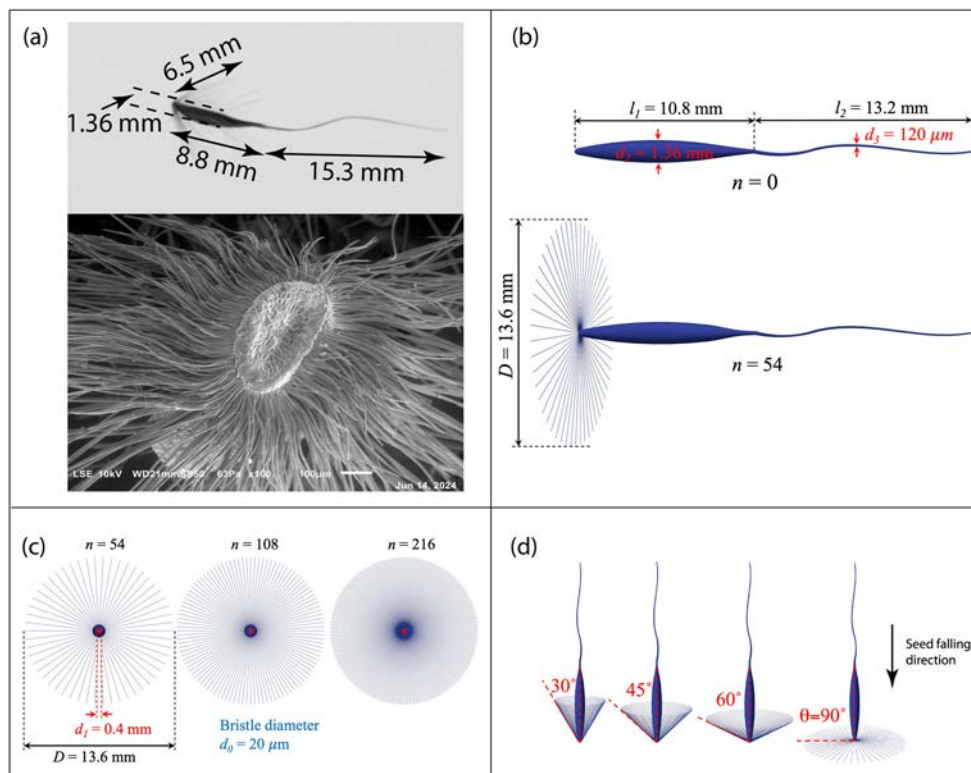 (a)
6.5 mm
1.36 mm
8.8 mm
15.3 mm
LSE 10kV
63Pa x100
100μm
Jun 14, 2024
(b)
l₁ = 10.8 mm
l₂ = 13.2 mm
d₃ = 120 μm
= 1.36 mm
n = 0
D = 13.6 mm
n = 54
(c)
n = 54
n = 108
n = 216
d₁ = 0.4 mm
D = 13.6 mm
Bristle diameter
d₀ = 20 μm
(d)
30°
45°
60°
θ=90°
Seed falling
direction